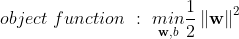 object function : min_{w,b} 1/2 ‖w‖²